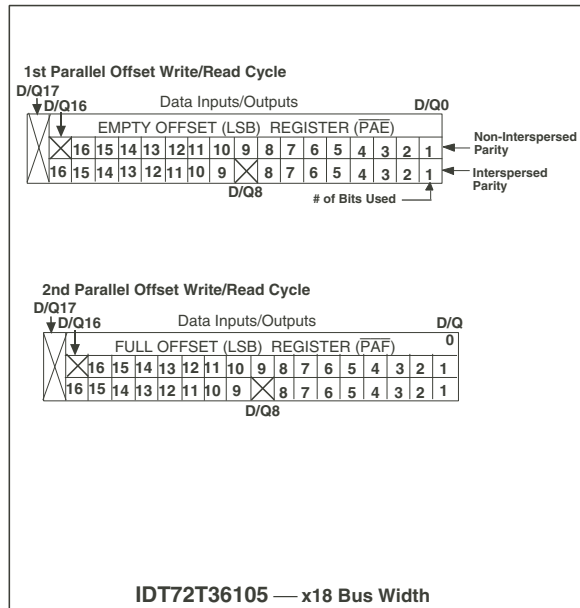 1st Parallel Offset Write/Read Cycle
D/Q17
D/Q16
Data Inputs/Outputs
D/Q0
EMPTY OFFSET (LSB) REGISTER (PAE)
16 15 14 13 12 11 10 9 8 7 6 5 4 3 2 1
Non-Interspersed
Parity
16 15 14 13 12 11 10 9 8 7 6 5 4 3 2 1
Interspersed
Parity
D/Q8
# of Bits Used
2nd Parallel Offset Write/Read Cycle
D/Q17
D/Q16
Data Inputs/Outputs
D/Q
0
FULL OFFSET (LSB) REGISTER (PAF)
16 15 14 13 12 11 10 9 8 7 6 5 4 3 2 1
16 15 14 13 12 11 10 9 8 7 6 5 4 3 2 1
D/Q8
IDT72T36105 — x18 Bus Width